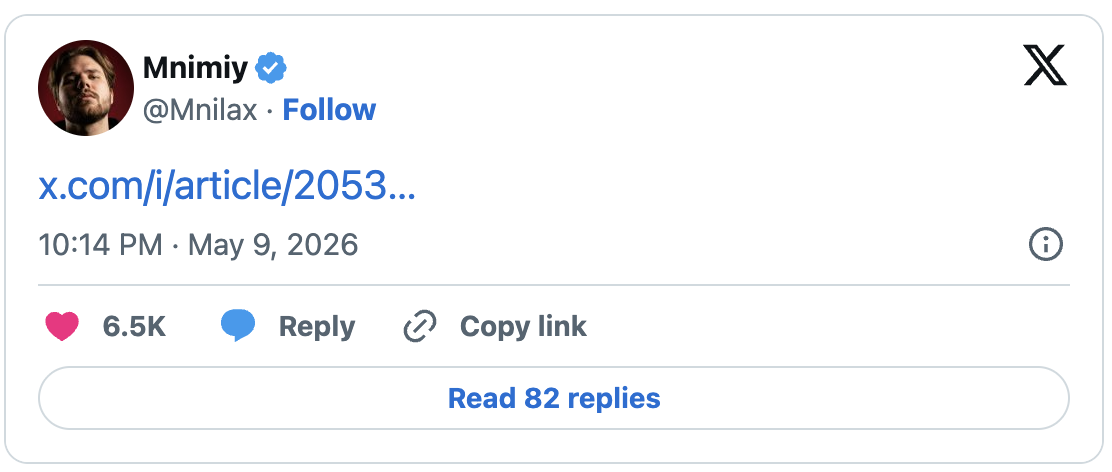 Mnimiy
@Mnilax · Follow
x.com/i/article/2053...
10:14 PM · May 9, 2026
6.5K Reply Copy link
Read 82 replies